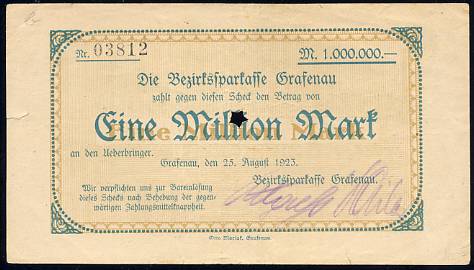 Nr. 03812
M. 1.000.000.—
Die Bezirkssparkasse Grafenau
zahlt gegen diesen Scheck den Betrag von
Eine Million Mark
an den Ueberbringer.
Grafenau, den 25. August 1923.
Bezirkssparkasse Grafenau.
Wir verpflichten uns zur Bareinlösung
dieses Schecks nach Behebung der gegen-
wärtigen Zahlungsmittelknappheit.